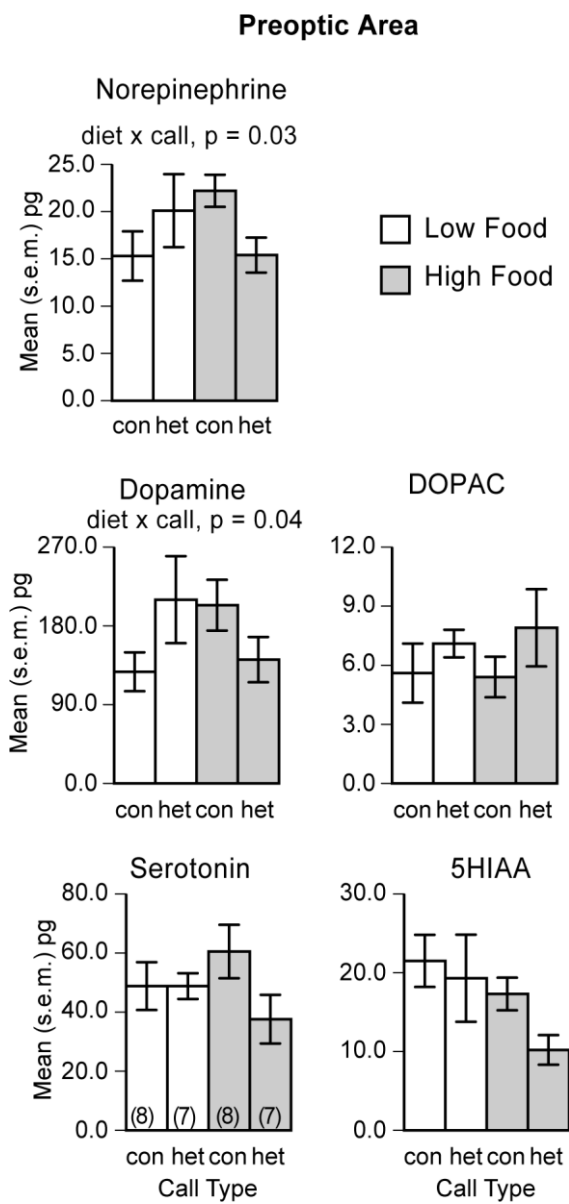 Preoptic Area
Norepinephrine
diet x call, p = 0.03
Mean (s.e.m.) pg
25.0
20.0
15.0
10.0
5.0
0.0
con het con het
Low Food
High Food
Dopamine
diet x call, p = 0.04
Mean (s.e.m.) pg
270.0
180.0
90.0
0.0
con het con het
DOPAC
12.0
9.0
6.0
3.0
0.0
con het con het
Serotonin
Mean (s.e.m.) pg
80.0
60.0
40.0
20.0
0.0
(8) (7) (8) (7)
con het con het
Call Type
5HIAA
30.0
20.0
10.0
0.0
con het con het
Call Type